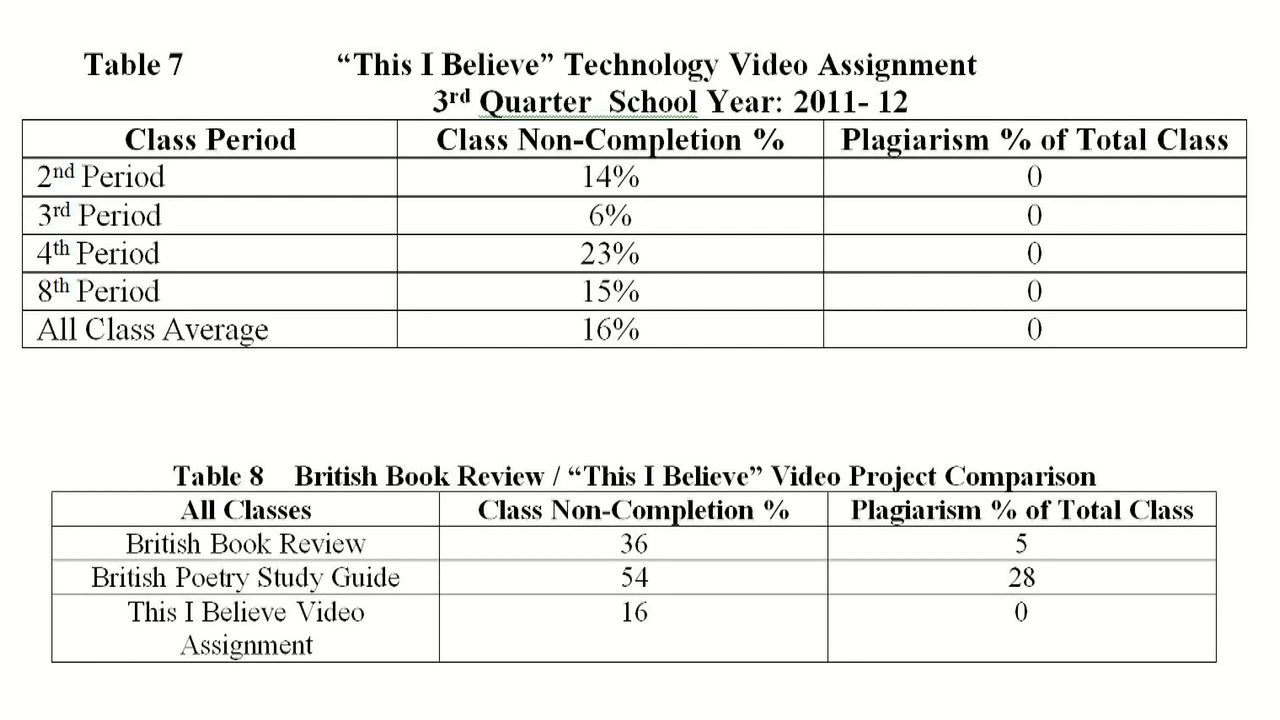 Table 7 “This I Believe” Technology Video Assignment
3rd Quarter School Year: 2011- 12
Class Period Class Non-Completion % Plagiarism % of Total Class
2nd Period 14% 0
3rd Period 6% 0
4th Period 23% 0
8th Period 15% 0
All Class Average 16% 0
Table 8 British Book Review / “This I Believe” Video Project Comparison
All Classes Class Non-Completion % Plagiarism % of Total Class
British Book Review 36 5
British Poetry Study Guide 54 28
This I Believe Video 16 0
Assignment